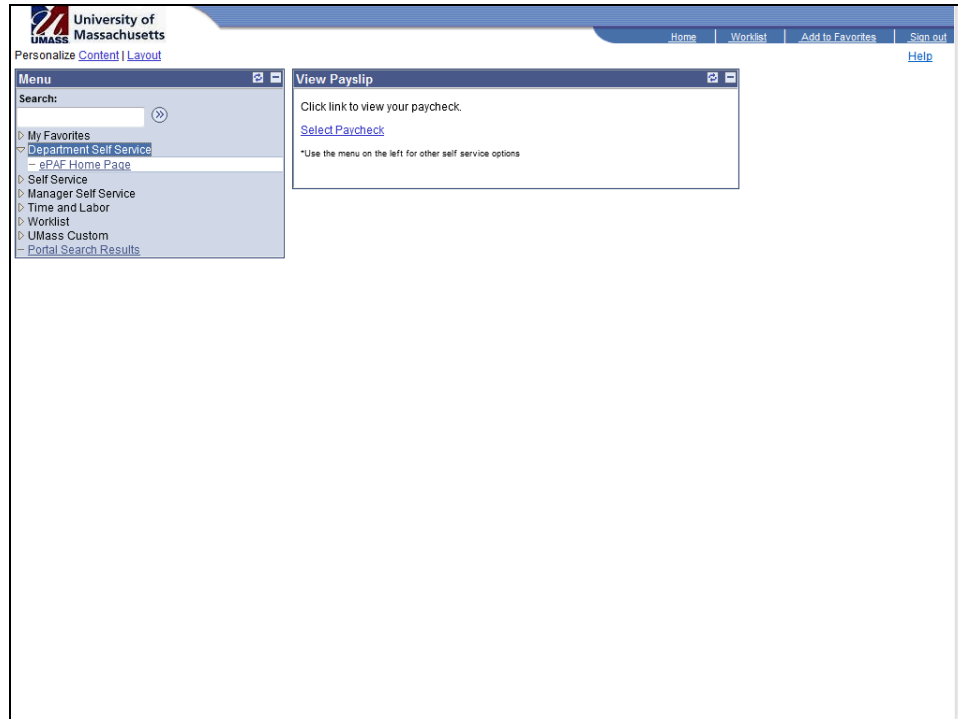 University of
Massachusetts
UMASS
Home Worklist Add to Favorites Sign out
Personalize Content | Layout
Help
Menu
Search:
My Favorites
Department Self Service
ePAF Home Page
Self Service
Manager Self Service
Time and Labor
Worklist
UMass Custom
Portal Search Results
View Payslip
Click link to view your paycheck.
Select Paycheck
*Use the menu on the left for other self service options